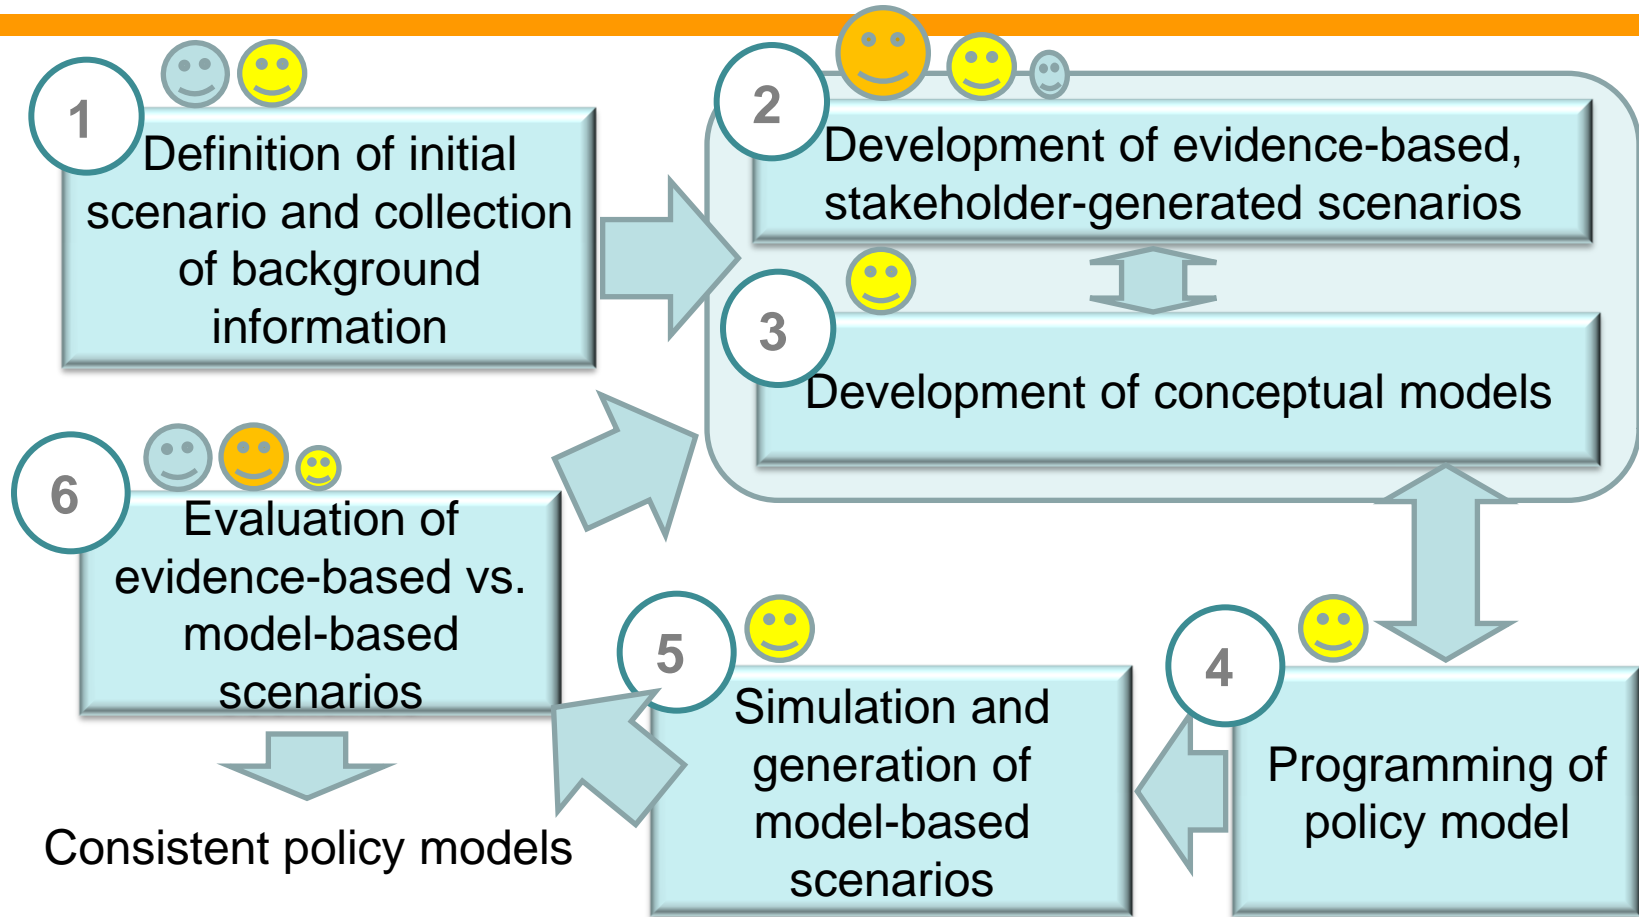 1
Definition of initial
scenario and collection
of background
information
2
Development of evidence-based,
stakeholder-generated scenarios
3
Development of conceptual models
4
Programming of
policy model
5
Simulation and
generation of
model-based
scenarios
6
Evaluation of
evidence-based vs.
model-based
scenarios
Consistent policy models